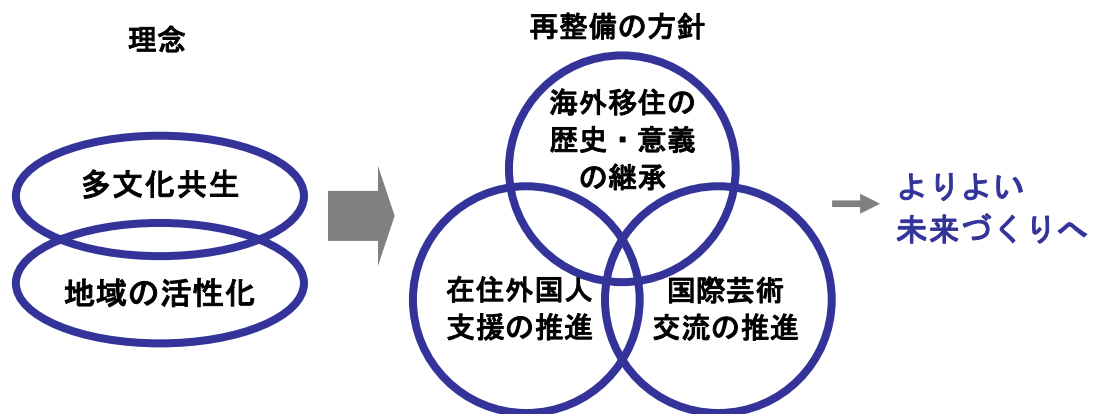 理念
多文化共生
地域の活性化
再整備の方針
海外移住の
歴史・意義
の継承
在住外国人
支援の推進
国際芸術
交流の推進
よりよい
未来づくりへ